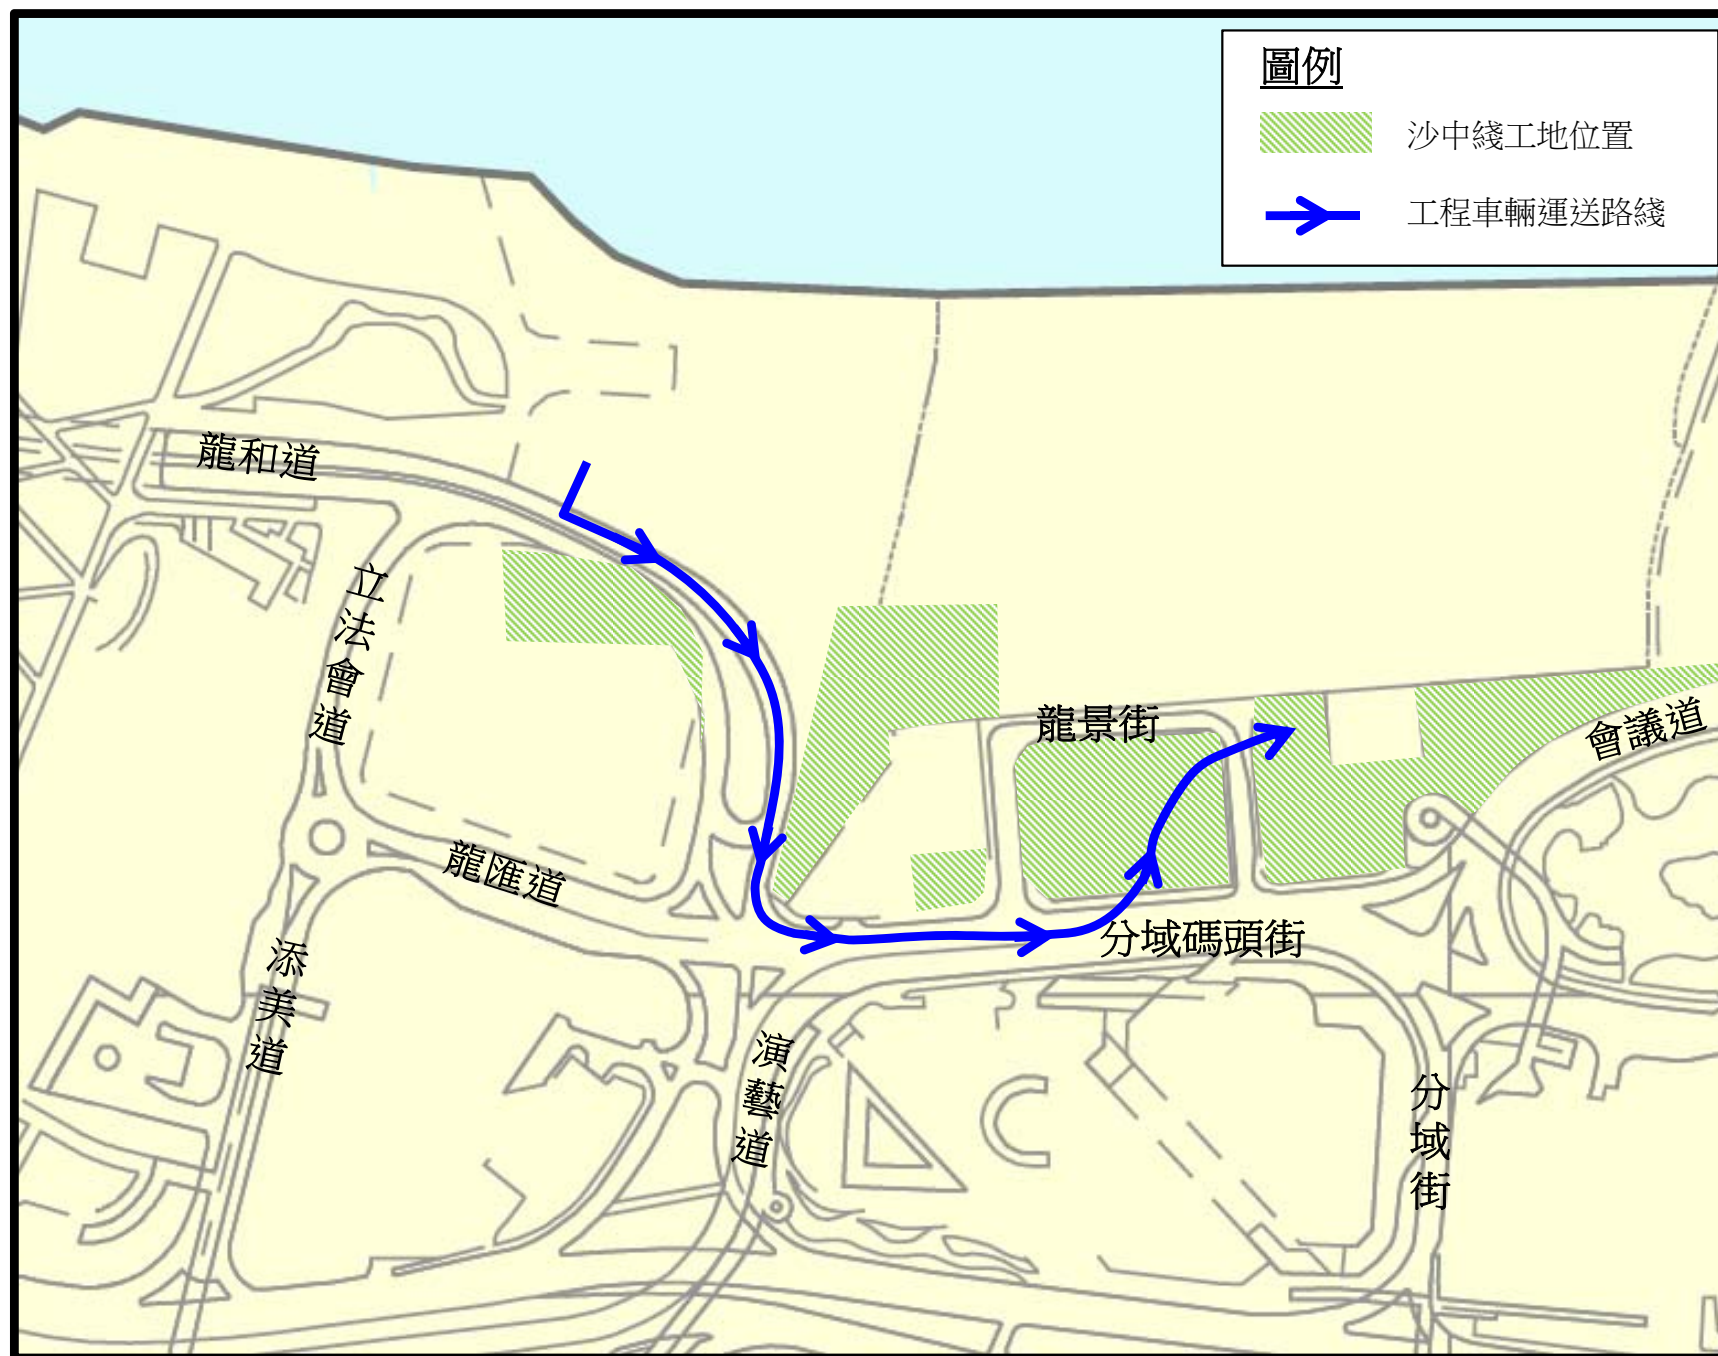 圖例
沙中綫工地位置
工程車輛運送路綫
龍和道
立法會道
龍景街
會議道
龍匯道
分域碼頭街
添美道
演藝道
分域街